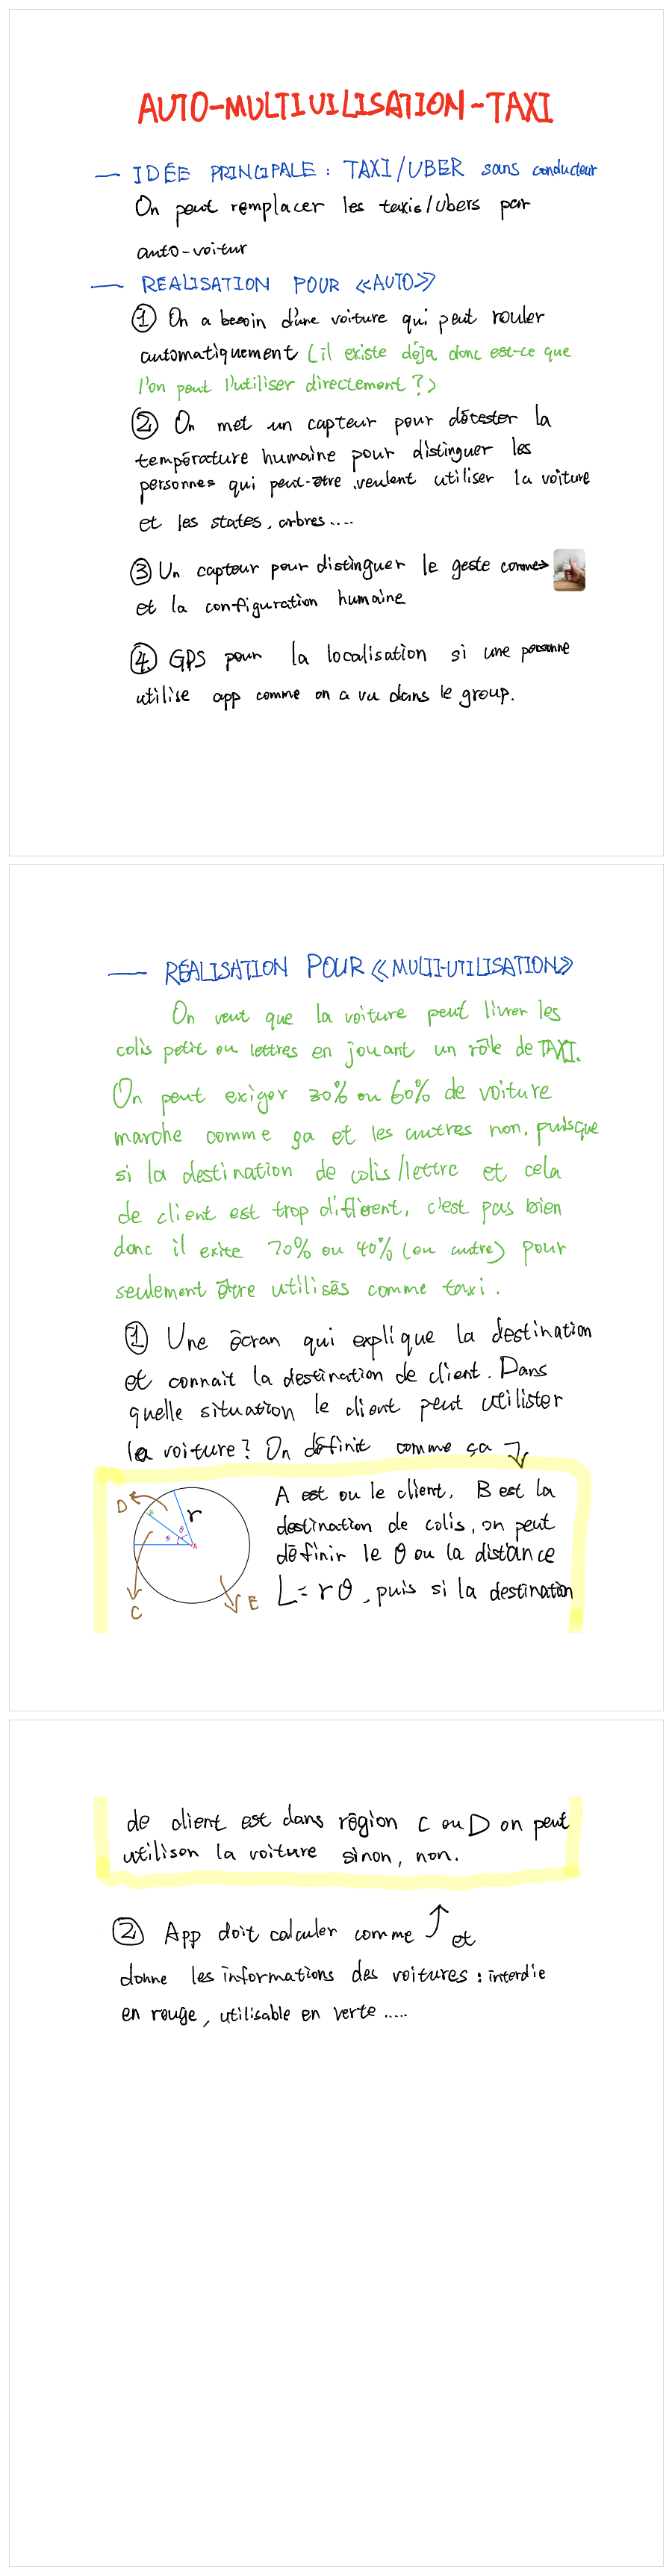 AUTO-MULTIUILISATION-TAXI
— IDÉE PRINCIPALE : TAXI/UBER sans conducteur
On peut remplacer les taxis/ubers par
auto-voitur
— REALISATION POUR «AUTO»
① On a besoin d'une voiture qui peut rouler
automatiquement (il existe déja donc est-ce que
l'on peut l'utiliser directement?)
② On met un capteur pour détester la
température humaine pour distinguer les
personnes qui peut-être veulent utiliser la voiture
et les states, arbres....
③ Un capteur pour distinguer le geste comme→
et la configuration humaine
④ GPS pour la localisation si une personne
utilise app comme on a vu dans le group.
— RÉALISATION POUR «MULTI-UTILISATION»
On veut que la voiture peut livrer les
colis petit ou lettres en jouant un rôle de TAXI.
On peut exiger 30% ou 60% de voiture
marche comme ça et les autres non, puisque
si la destination de colis/lettre et cela
de client est trop diffèrent, c'est pas bien
donc il exite 70% ou 40% (ou autre) pour
seulement être utilisés comme taxi.
① Une écran qui explique la destination
et connait la destination de client. Dans
quelle situation le client peut utilister
la voiture? On définit comme ça ↴
D
r
B
θ
θ
A
C
E
A est ou le client, B est la
destination de colis, on peut
définir le θ ou la distance
L=rθ, puis si la destination
de client est dans région C ou D on peut
utilison la voiture sinon, non.
② App doit calculer comme ↑ et
donne les informations des voitures : interdie
en rouge, utilisable en verte .....